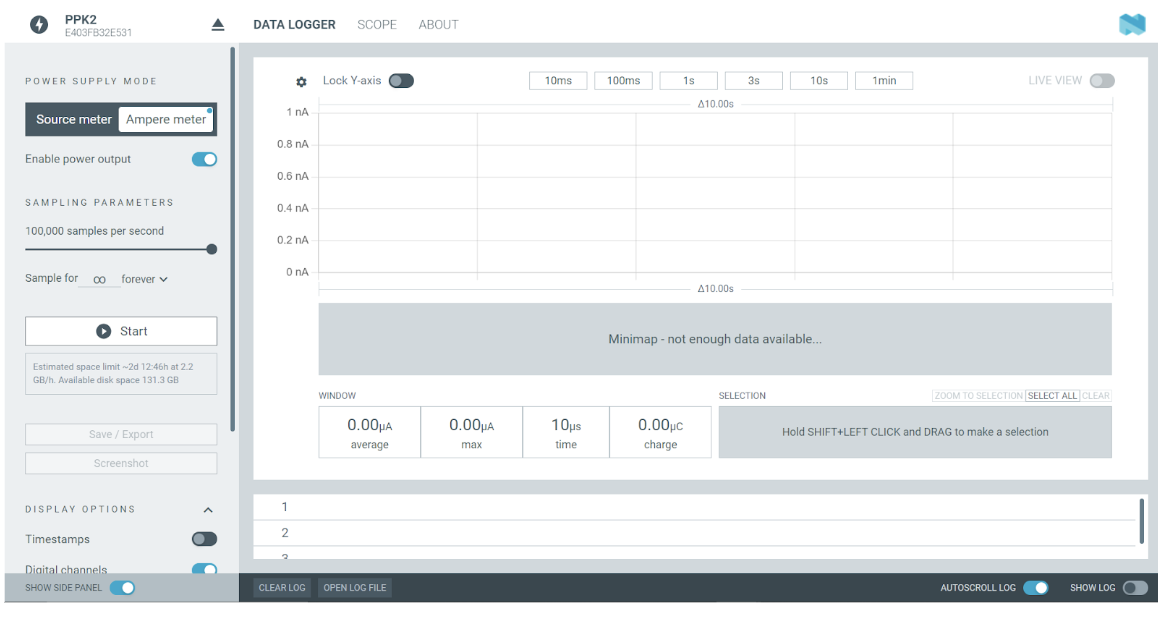 PPK2
E403FB32E531
DATA LOGGER SCOPE ABOUT
POWER SUPPLY MODE
Source meter Ampere meter
Enable power output
SAMPLING PARAMETERS
100,000 samples per second
Sample for ∞ forever
Start
Estimated space limit ~2d 12:46h at 2.2
GB/h. Available disk space 131.3 GB
Save / Export
Screenshot
DISPLAY OPTIONS
Timestamps
Digital channels
SHOW SIDE PANEL
Lock Y-axis 10ms 100ms 1s 3s 10s 1min LIVE VIEW
Δ10.00s
1 nA
0.8 nA
0.6 nA
0.4 nA
0.2 nA
0 nA
Δ10.00s
Minimap - not enough data available...
WINDOW
0.00μA 0.00μA 10μs 0.00μC
average max time charge
SELECTION ZOOM TO SELECTION SELECT ALL CLEAR
Hold SHIFT+LEFT CLICK and DRAG to make a selection
1
2
3
CLEAR LOG OPEN LOG FILE AUTOSCROLL LOG SHOW LOG